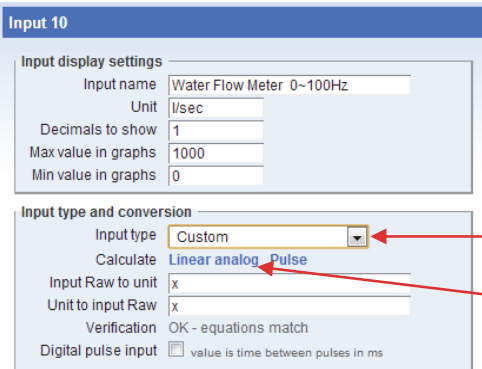 Input 10
Input display settings
Input name Water Flow Meter 0~100Hz
Unit l/sec
Decimals to show 1
Max value in graphs 1000
Min value in graphs 0
Input type and conversion
Input type Custom
Calculate Linear analog Pulse
Input Raw to unit x
Unit to input Raw x
Verification OK - equations match
Digital pulse input value is time between pulses in ms